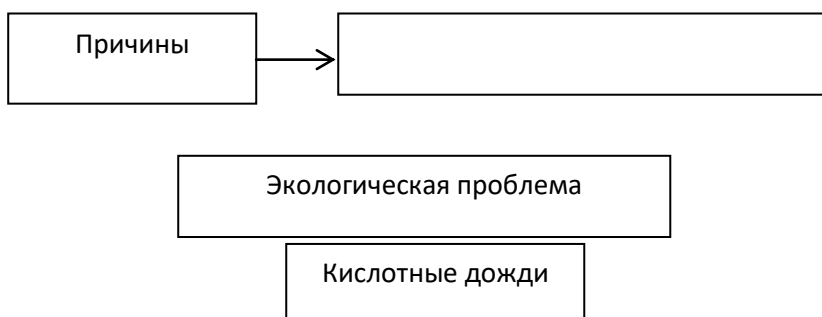 Причины
Экологическая проблема
Кислотные дожди